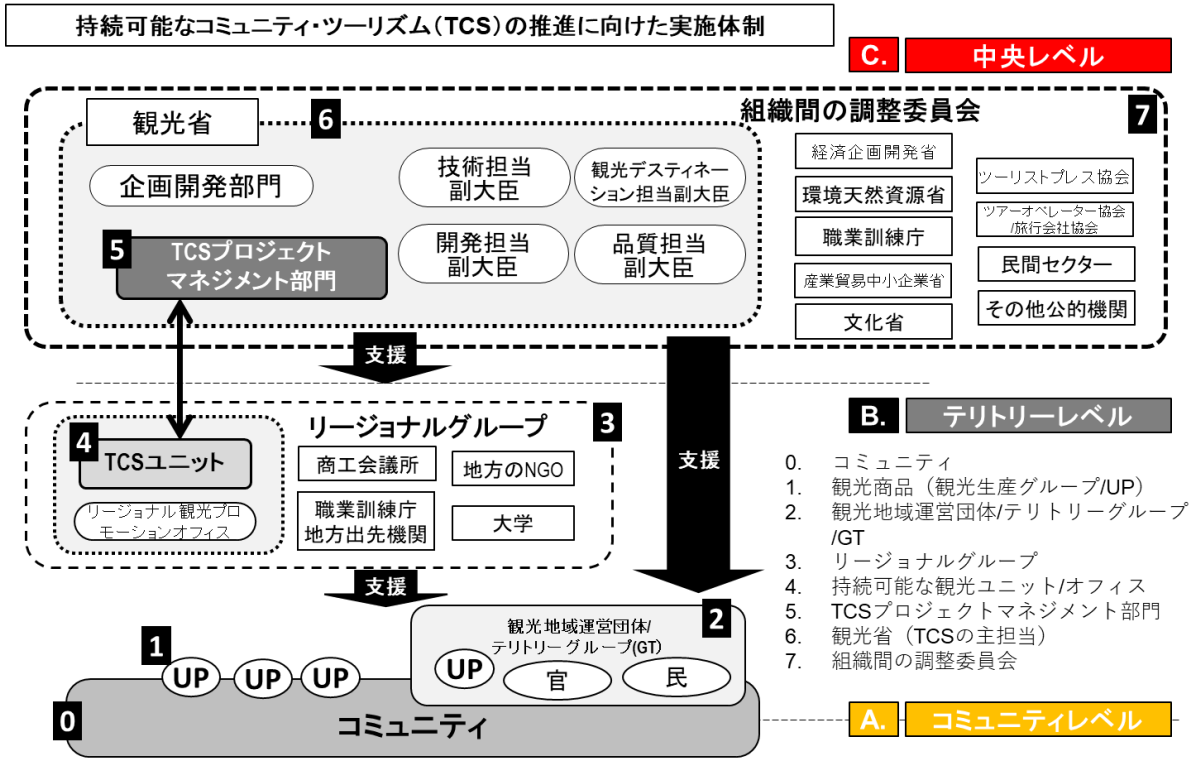 持続可能なコミュニティ・ツーリズム(TCS)の推進に向けた実施体制
C.
中央レベル
7
組織間の調整委員会
6
観光省
企画開発部門
技術担当
副大臣
観光デスティネー
ション担当副大臣
開発担当
副大臣
品質担当
副大臣
5
TCSプロジェクト
マネジメント部門
経済企画開発省
環境天然資源省
職業訓練庁
産業貿易中小企業省
文化省
ツーリストプレス協会
ツアーオペレーター協会
/旅行会社協会
民間セクター
その他公的機関
支援
支援
B.
テリトリーレベル
3
リージョナルグループ
4
TCSユニット
リージョナル観光プロ
モーションオフィス
商工会議所
地方のNGO
職業訓練庁
地方出先機関
大学
支援
0. コミュニティ
1. 観光商品（観光生産グループ/UP）
2. 観光地域運営団体/テリトリーグループ
/GT
3. リージョナルグループ
4. 持続可能な観光ユニット/オフィス
5. TCSプロジェクトマネジメント部門
6. 観光省（TCSの主担当）
7. 組織間の調整委員会
2
観光地域運営団体/
テリトリーグループ(GT)
UP
官
民
1
UP
UP
UP
0
コミュニティ
A.
コミュニティレベル